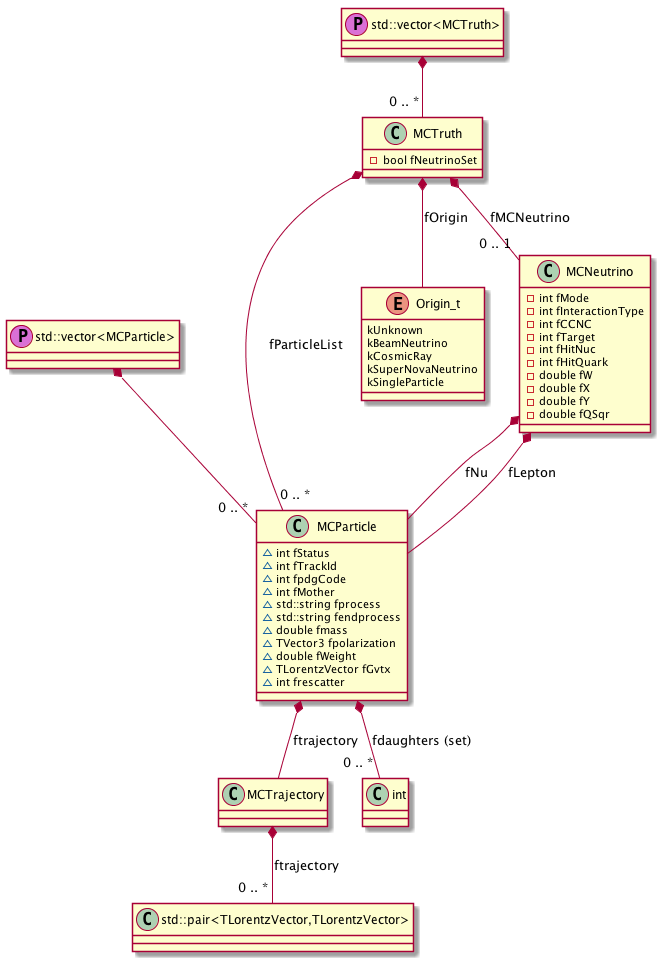 P std::vector<MCTruth>
0 .. *
C MCTruth
bool fNeutrinoSet
fOrigin
fMCNeutrino
0 .. 1
C MCNeutrino
int fMode
int fInteractionType
int fCCNC
int fTarget
int fHitNuc
int fHitQuark
double fW
double fX
double fY
double fQSqr
E Origin_t
kUnknown
kBeamNeutrino
kCosmicRay
kSuperNovaNeutrino
kSingleParticle
P std::vector<MCParticle>
fParticleList
fNu
fLepton
0 .. *
0 .. *
C MCParticle
~ int fStatus
~ int fTrackId
~ int fpdgCode
~ int fMother
~ std::string fprocess
~ std::string fendprocess
~ double fmass
~ TVector3 fpolarization
~ double fWeight
~ TLorentzVector fGvtx
~ int frescatter
ftrajectory
fdaughters (set)
0 .. *
C MCTrajectory
C int
ftrajectory
0 .. *
C std::pair<TLorentzVector,TLorentzVector>